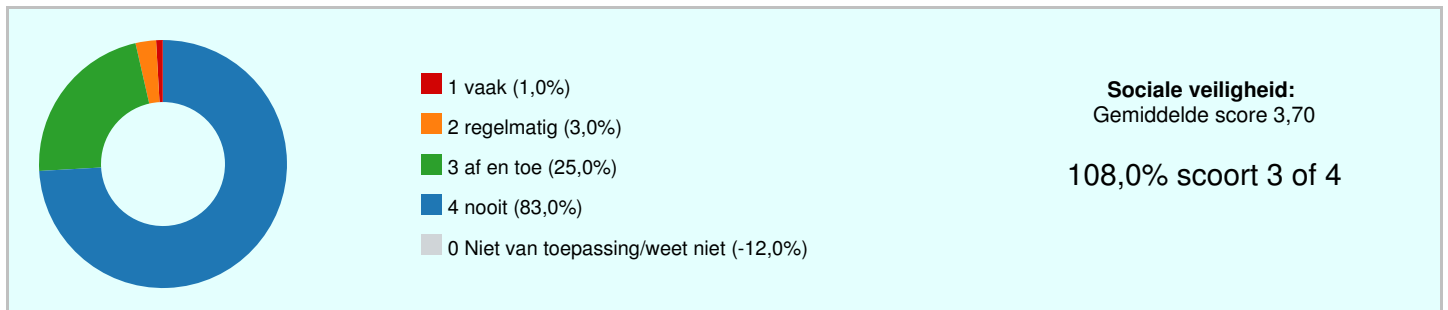 1 vaak (1,0%)
2 regelmatig (3,0%)
3 af en toe (25,0%)
4 nooit (83,0%)
0 Niet van toepassing/weet niet (-12,0%)
Sociale veiligheid:
Gemiddelde score 3,70
108,0% scoort 3 of 4